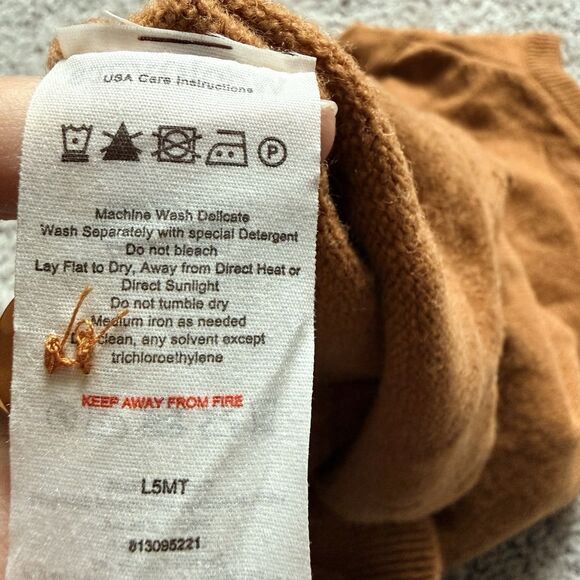 USA Care Instructions
P
Machine Wash Delicate
Wash Separately with special Detergent
Do not bleach
Lay Flat to Dry, Away from Direct Heat or
Direct Sunlight
Do not tumble dry
Medium iron as needed
clean, any solvent except
trichloroethylene
KEEP AWAY FROM FIRE
L5MT
813095221